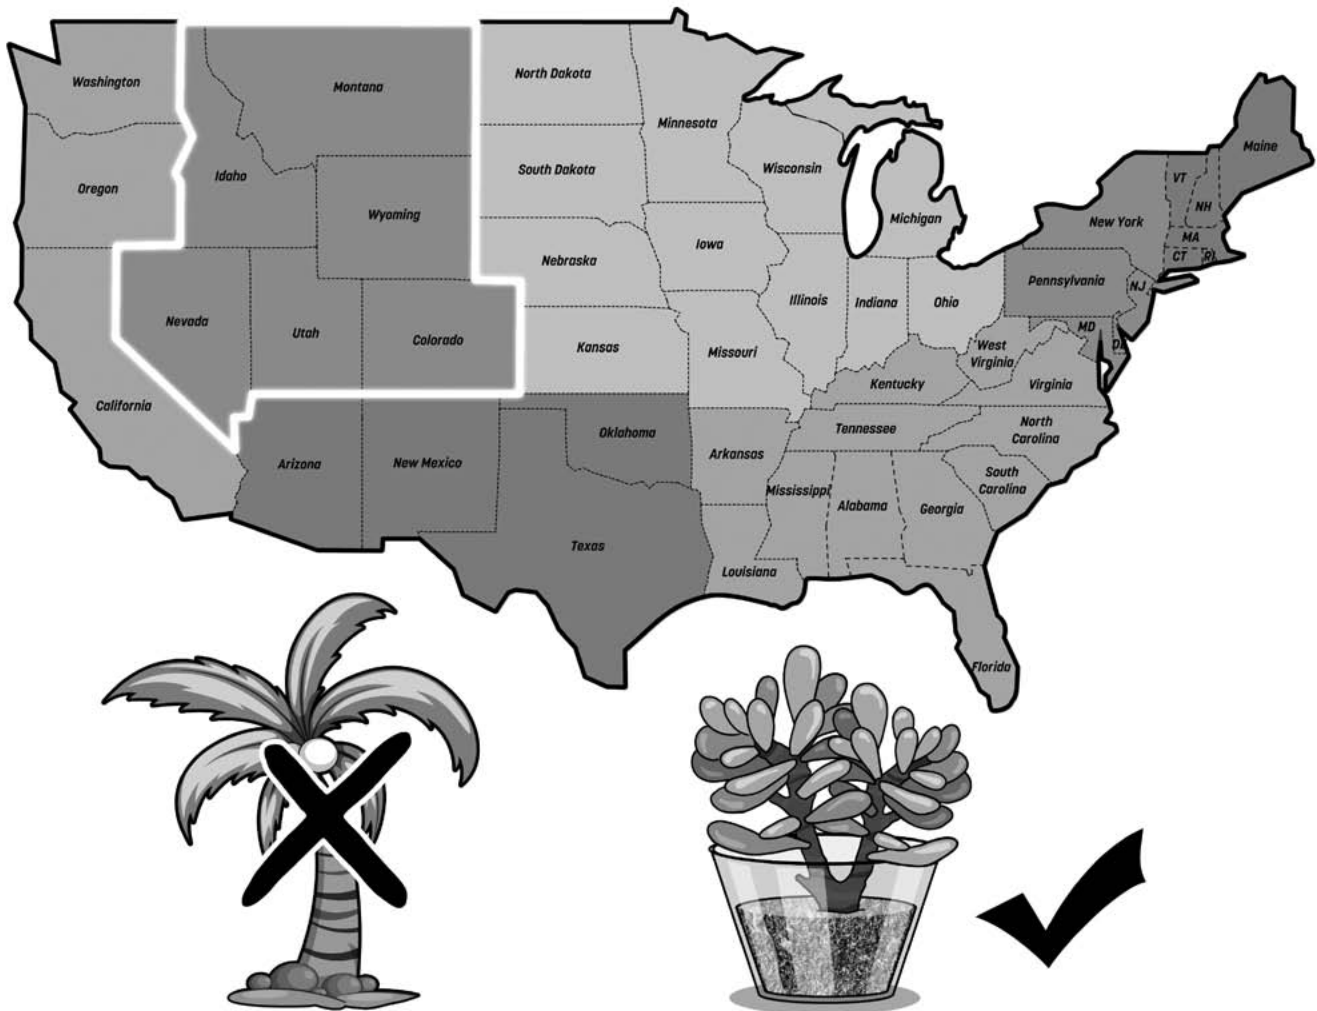 Washington
Montana
North Dakota
Minnesota
Maine
Oregon
Idaho
Wyoming
South Dakota
Wisconsin
Michigan
New York
VT
NH
MA
CT
RI
Nebraska
Iowa
Illinois
Indiana
Ohio
Pennsylvania
NJ
MD
DE
Nevada
Utah
Colorado
Kansas
Missouri
West
Virginia
Kentucky
Virginia
California
Arizona
New Mexico
Oklahoma
Arkansas
Tennessee
North
Carolina
South
Carolina
Mississippi
Alabama
Georgia
Texas
Louisiana
Florida